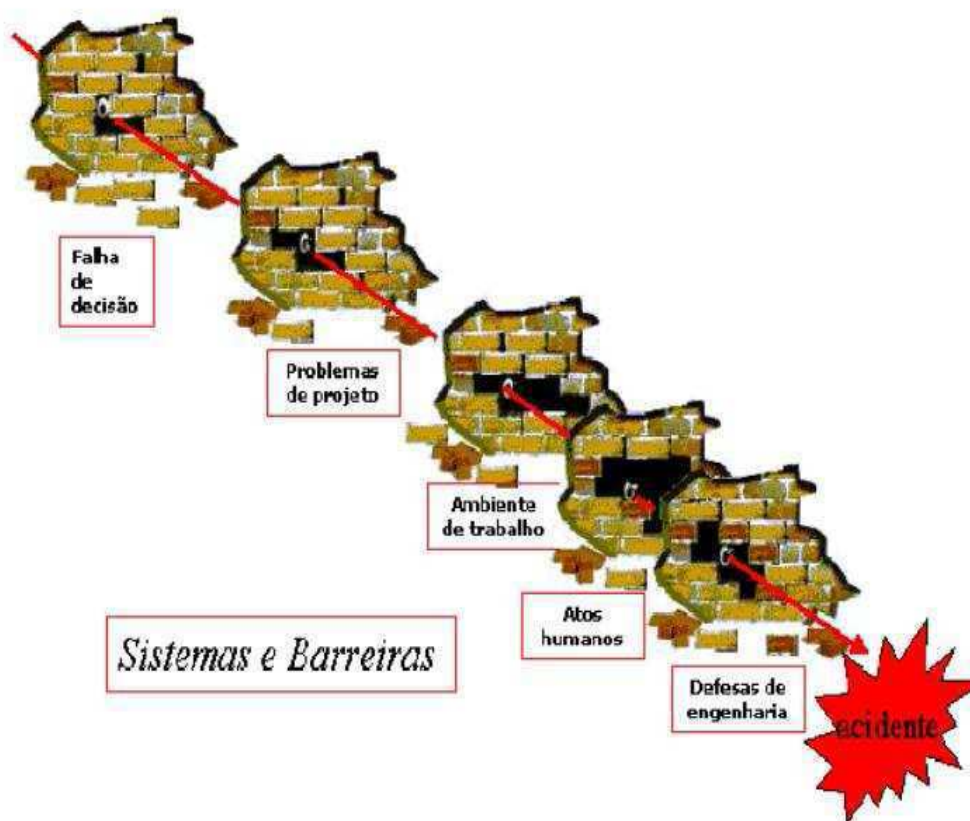 Falha
de
decisão
Problemas
de projeto
Ambiente
de trabalho
Atos
humanos
Sistemas e Barreiras
Defesas de
engenharia
acidente